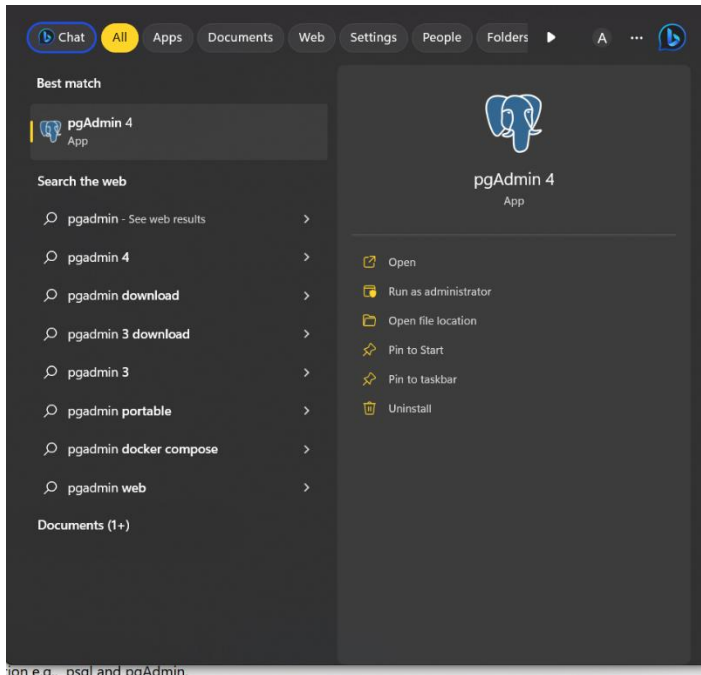 Chat All Apps Documents Web Settings People Folders A ...
Best match
pgAdmin 4
App
Search the web
pgadmin - See web results
pgadmin 4
pgadmin download
pgadmin 3 download
pgadmin 3
pgadmin portable
pgadmin docker compose
pgadmin web
Documents (1+)
pgAdmin 4
App
Open
Run as administrator
Open file location
Pin to Start
Pin to taskbar
Uninstall
tion e.g., psql and pgAdmin